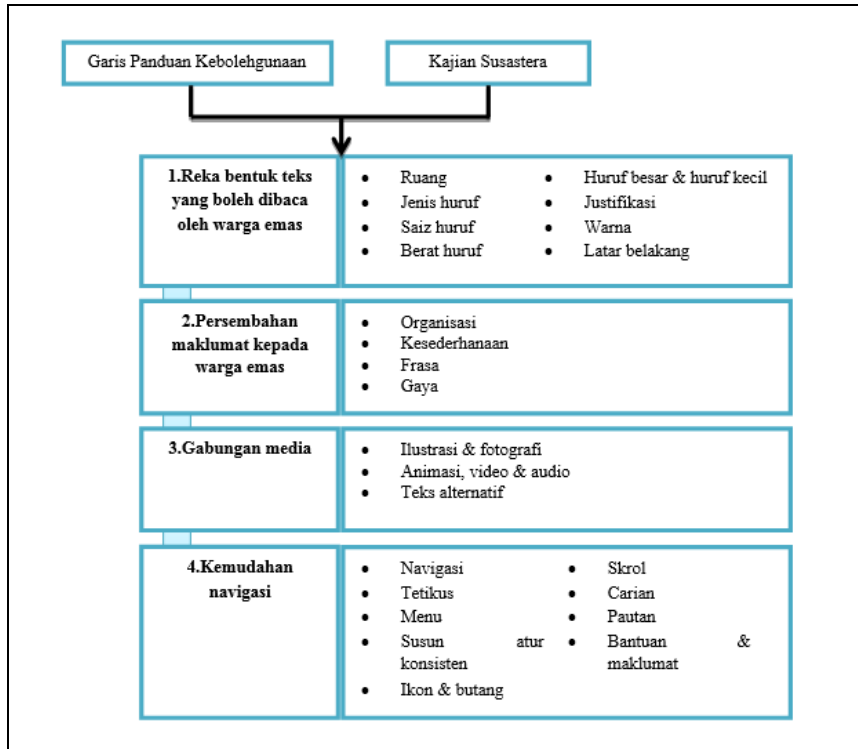 Garis Panduan Kebolehgunaan
Kajian Susastera
1.Reka bentuk teks
yang boleh dibaca
oleh warga emas
• Ruang
• Jenis huruf
• Saiz huruf
• Berat huruf
• Huruf besar & huruf kecil
• Justifikasi
• Warna
• Latar belakang
2.Persembahan
maklumat kepada
warga emas
• Organisasi
• Kesederhanaan
• Frasa
• Gaya
3.Gabungan media
• Ilustrasi & fotografi
• Animasi, video & audio
• Teks alternatif
4.Kemudahan
navigasi
• Navigasi
• Tetikus
• Menu
• Susun atur
konsisten
• Ikon & butang
• Skrol
• Carian
• Pautan
• Bantuan &
maklumat